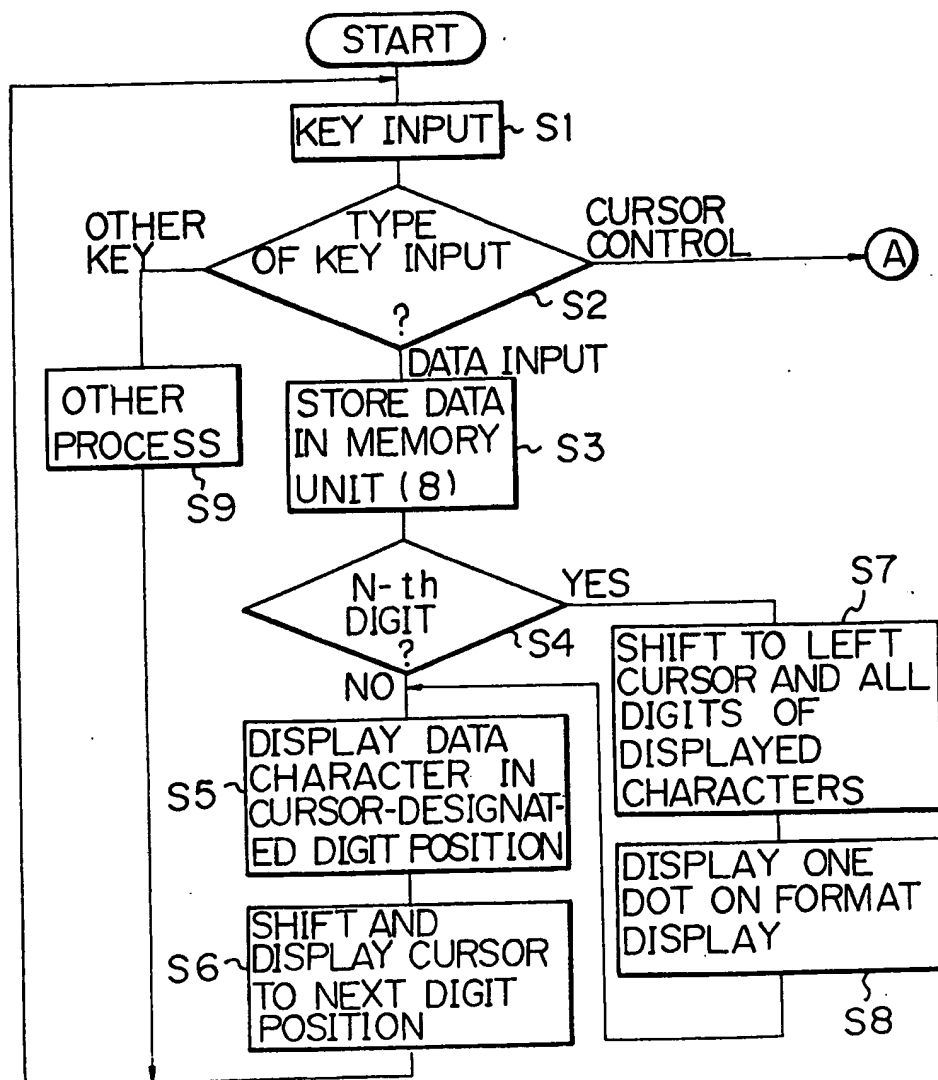 START
KEY INPUT
S1
OTHER
KEY
TYPE
OF KEY INPUT
?
S2
CURSOR
CONTROL
A
DATA INPUT
OTHER
PROCESS
S9
STORE DATA
IN MEMORY
UNIT (8)
S3
N-th
DIGIT
?
S4
YES
NO
S7
SHIFT TO LEFT
CURSOR AND ALL
DIGITS OF
DISPLAYED
CHARACTERS
S5
DISPLAY DATA
CHARACTER IN
CURSOR-DESIGNAT-
ED DIGIT POSITION
DISPLAY ONE
DOT ON FORMAT
DISPLAY
S8
S6
SHIFT AND
DISPLAY CURSOR
TO NEXT DIGIT
POSITION